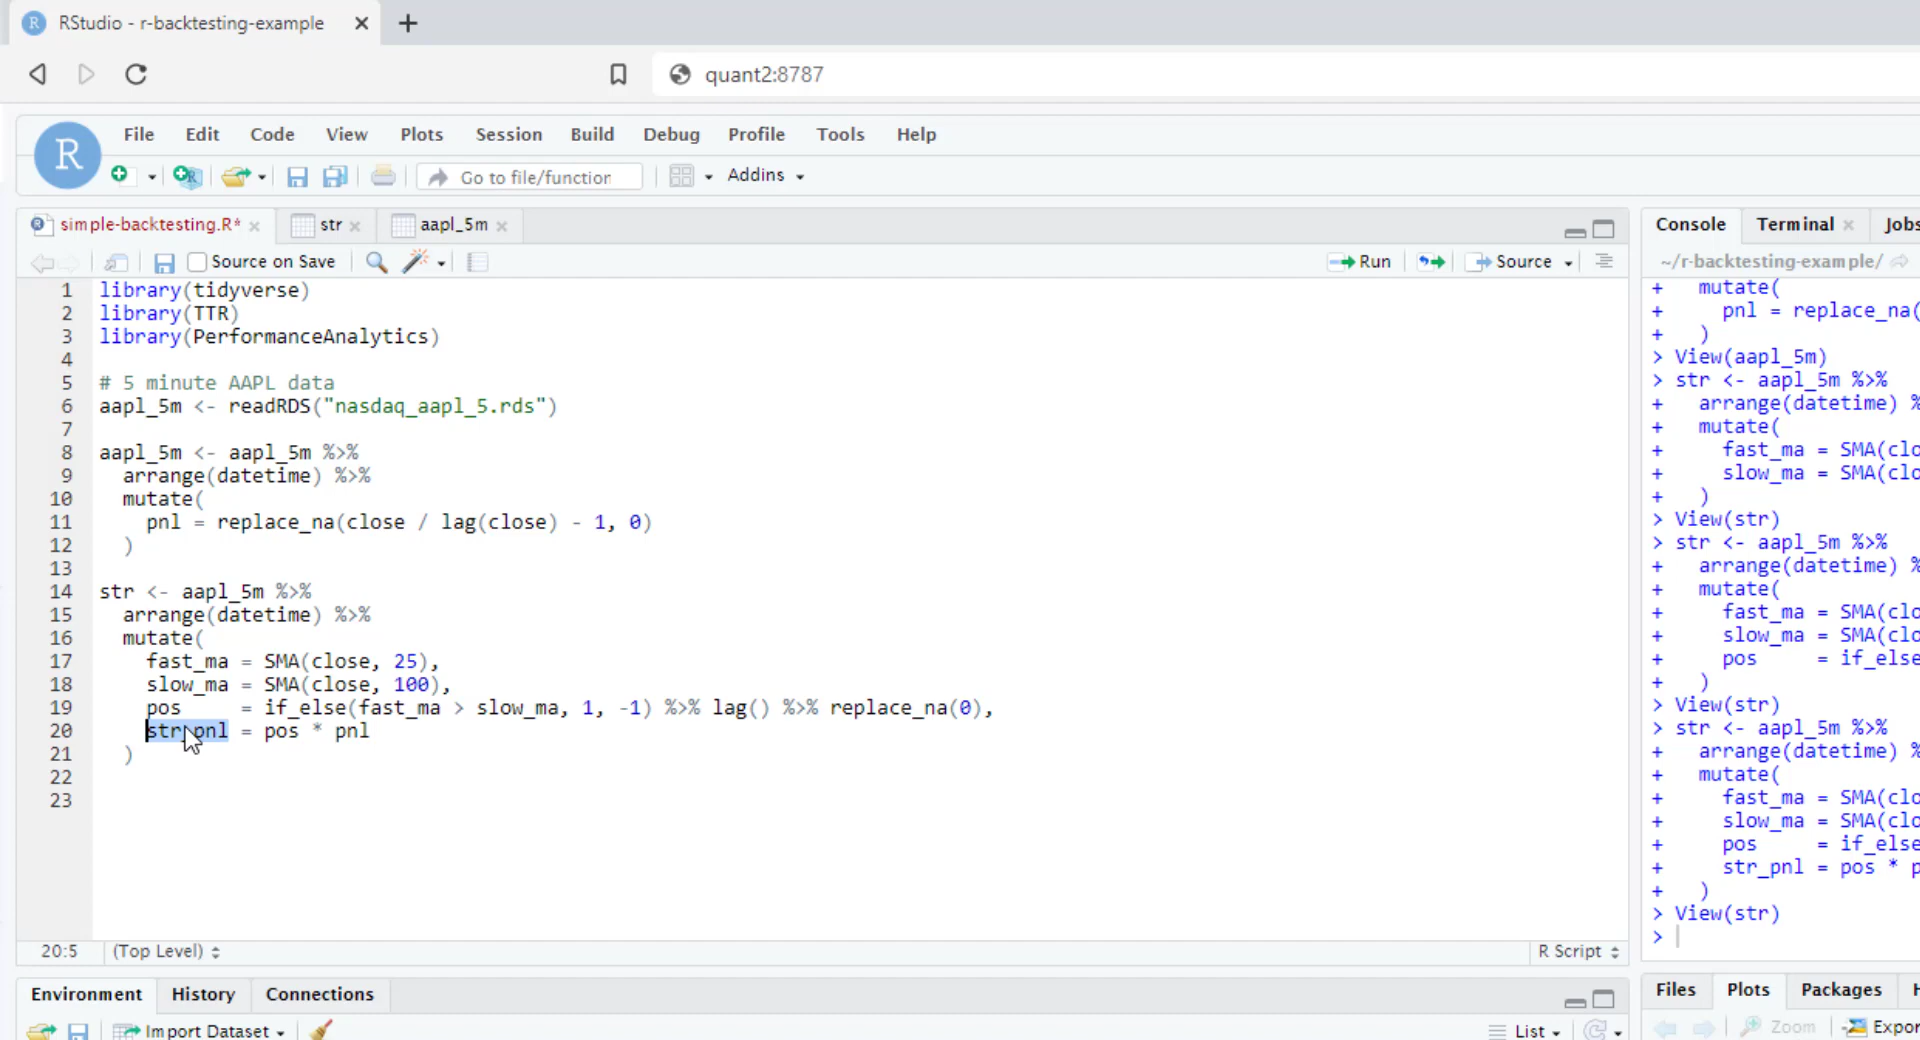 RStudio - r-backtesting-example
quant2:8787
R
File Edit Code View Plots Session Build Debug Profile Tools Help
Go to file/function Addins
simple-backtesting.R* str aapl_5m
Source on Save Run Source
1 library(tidyverse)
2 library(TTR)
3 library(PerformanceAnalytics)
4
5 # 5 minute AAPL data
6 aapl_5m <- readRDS("nasdaq_aapl_5.rds")
7
8 aapl_5m <- aapl_5m %>%
9 arrange(datetime) %>%
10 mutate(
11 pnl = replace_na(close / lag(close) - 1, 0)
12 )
13
14 str <- aapl_5m %>%
15 arrange(datetime) %>%
16 mutate(
17 fast_ma = SMA(close, 25),
18 slow_ma = SMA(close, 100),
19 pos = if_else(fast_ma > slow_ma, 1, -1) %>% lag() %>% replace_na(0),
20 str_pnl = pos * pnl
21 )
22
23
20:5 (Top Level) R Script
Environment History Connections
Import Dataset List
Console Terminal Jobs
~/r-backtesting-example/
+ mutate(
+ pnl = replace_na(
+ )
> View(aapl_5m)
> str <- aapl_5m %>%
+ arrange(datetime) %
+ mutate(
+ fast_ma = SMA(clo
+ slow_ma = SMA(clo
+ )
> View(str)
> str <- aapl_5m %>%
+ arrange(datetime) %
+ mutate(
+ fast_ma = SMA(clo
+ slow_ma = SMA(clo
+ pos = if_else
+ )
> View(str)
> str <- aapl_5m %>%
+ arrange(datetime) %
+ mutate(
+ fast_ma = SMA(clo
+ slow_ma = SMA(clo
+ pos = if_else
+ str_pnl = pos * p
+ )
> View(str)
>
Files Plots Packages H
Zoom Expor